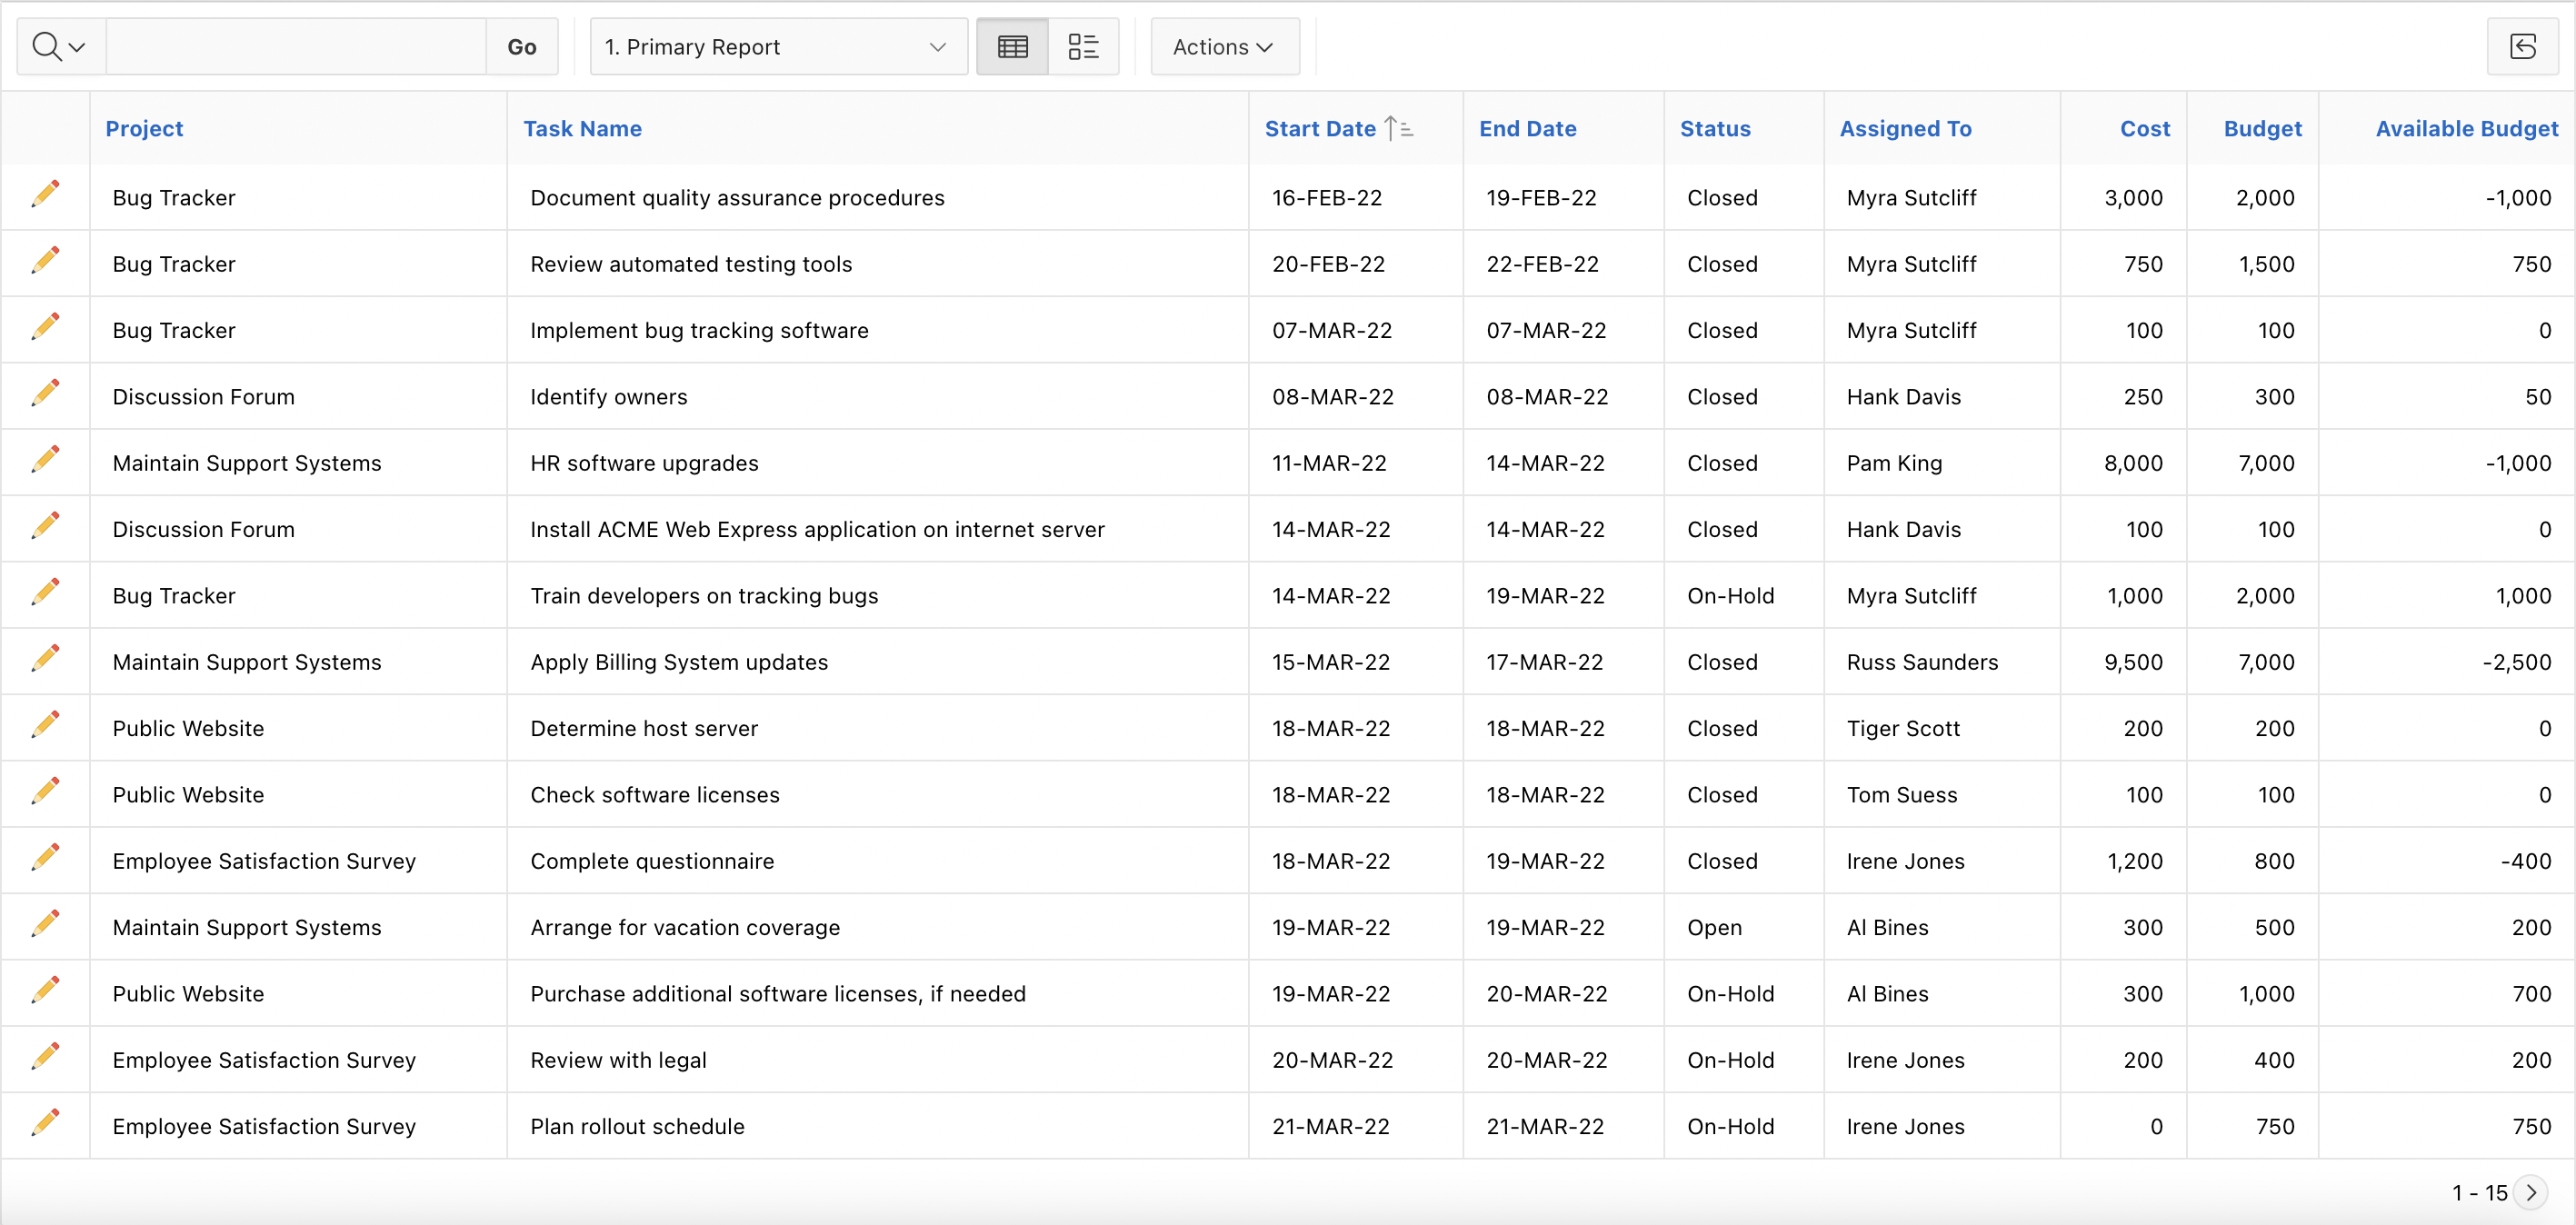 Go 1. Primary Report Actions
Project Task Name Start Date End Date Status Assigned To Cost Budget Available Budget
Bug Tracker Document quality assurance procedures 16-FEB-22 19-FEB-22 Closed Myra Sutcliff 3,000 2,000 -1,000
Bug Tracker Review automated testing tools 20-FEB-22 22-FEB-22 Closed Myra Sutcliff 750 1,500 750
Bug Tracker Implement bug tracking software 07-MAR-22 07-MAR-22 Closed Myra Sutcliff 100 100 0
Discussion Forum Identify owners 08-MAR-22 08-MAR-22 Closed Hank Davis 250 300 50
Maintain Support Systems HR software upgrades 11-MAR-22 14-MAR-22 Closed Pam King 8,000 7,000 -1,000
Discussion Forum Install ACME Web Express application on internet server 14-MAR-22 14-MAR-22 Closed Hank Davis 100 100 0
Bug Tracker Train developers on tracking bugs 14-MAR-22 19-MAR-22 On-Hold Myra Sutcliff 1,000 2,000 1,000
Maintain Support Systems Apply Billing System updates 15-MAR-22 17-MAR-22 Closed Russ Saunders 9,500 7,000 -2,500
Public Website Determine host server 18-MAR-22 18-MAR-22 Closed Tiger Scott 200 200 0
Public Website Check software licenses 18-MAR-22 18-MAR-22 Closed Tom Suess 100 100 0
Employee Satisfaction Survey Complete questionnaire 18-MAR-22 19-MAR-22 Closed Irene Jones 1,200 800 -400
Maintain Support Systems Arrange for vacation coverage 19-MAR-22 19-MAR-22 Open Al Bines 300 500 200
Public Website Purchase additional software licenses, if needed 19-MAR-22 20-MAR-22 On-Hold Al Bines 300 1,000 700
Employee Satisfaction Survey Review with legal 20-MAR-22 20-MAR-22 On-Hold Irene Jones 200 400 200
Employee Satisfaction Survey Plan rollout schedule 21-MAR-22 21-MAR-22 On-Hold Irene Jones 0 750 750
1 - 15